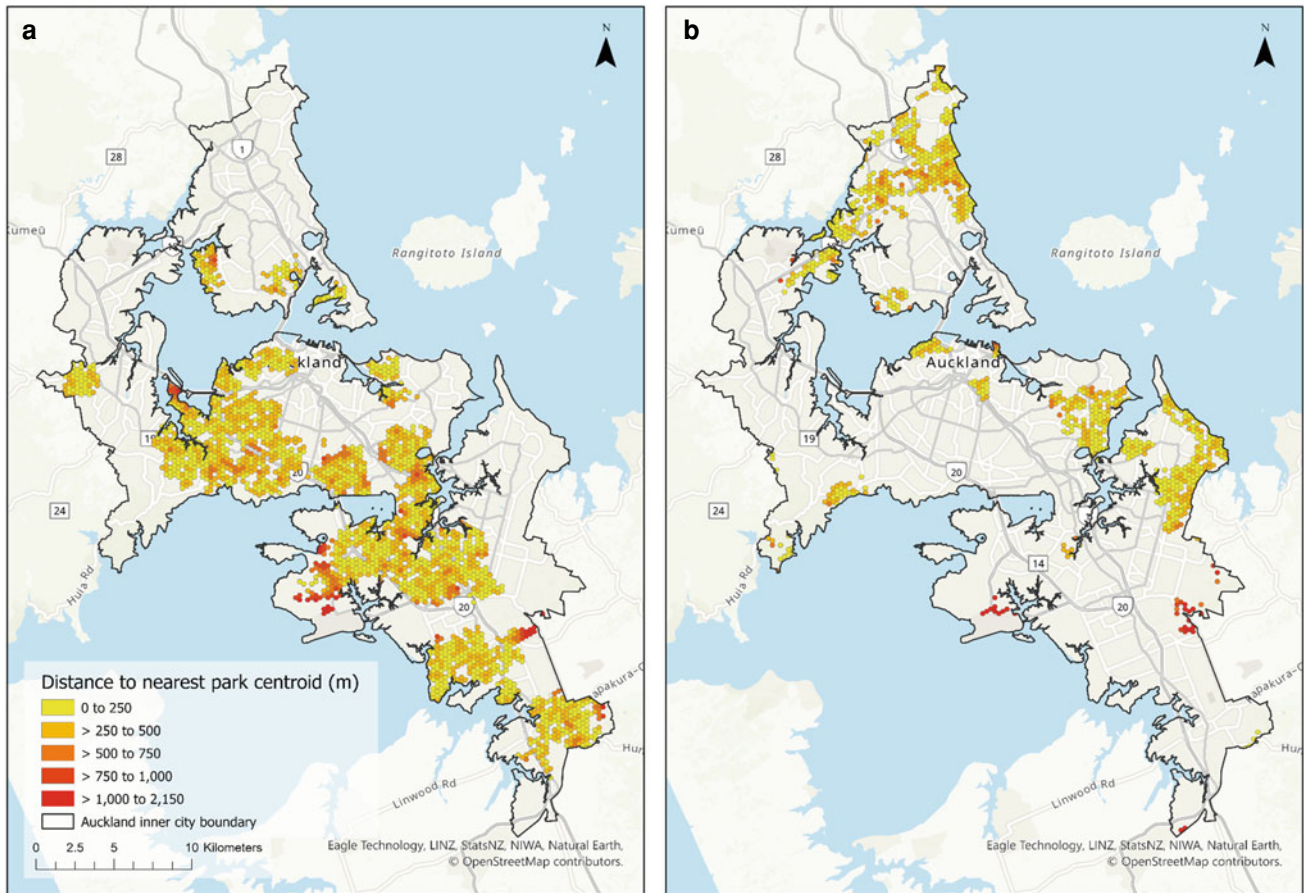 a
N
1
28
Kumeū
Rangitoto Island
ckland
19
20
24
Huia Rd
20
Linwood Rd
Distance to nearest park centroid (m)
0 to 250
> 250 to 500
> 500 to 750
> 750 to 1,000
> 1,000 to 2,150
Auckland inner city boundary
0 2.5 5 10 Kilometers
Eagle Technology, LINZ, StatsNZ, NIWA, Natural Earth,
© OpenStreetMap contributors.
b
N
1
28
Kumeū
Rangitoto Island
Auckland
19
20
24
14
Huia Rd
20
Linwood Rd
Eagle Technology, LINZ, StatsNZ, NIWA, Natural Earth,
© OpenStreetMap contributors.